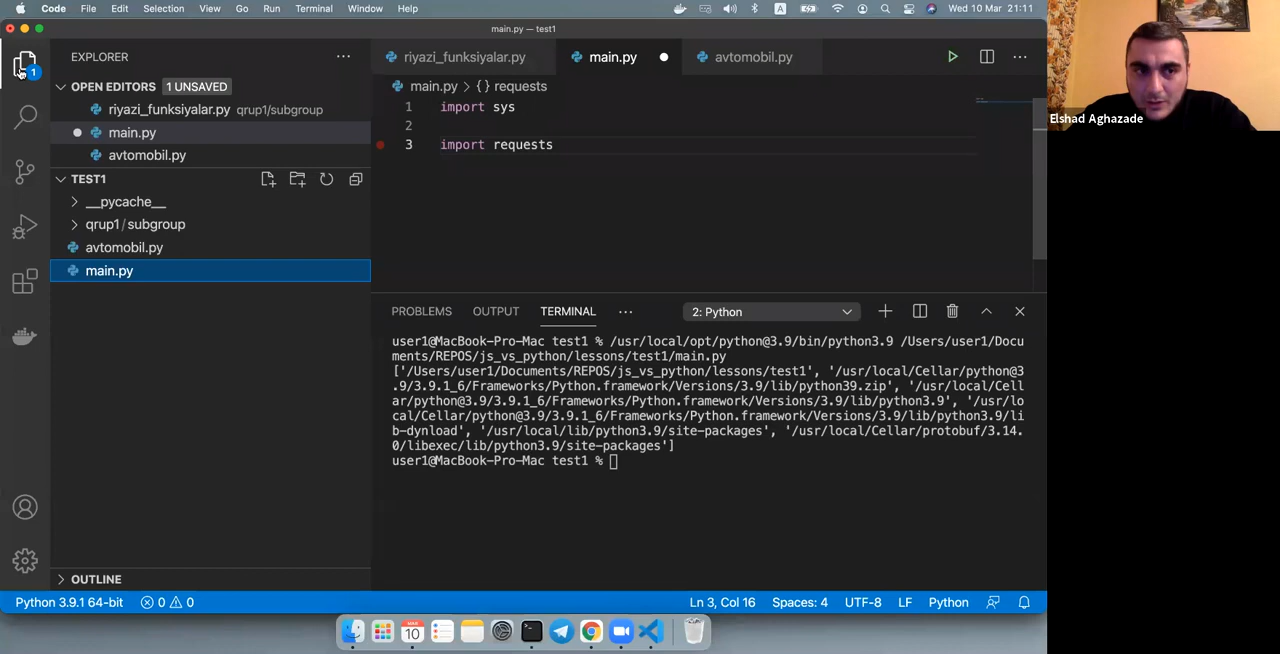 Code File Edit Selection View Go Run Terminal Window Help
A
Wed 10 Mar 21:11
main.py — test1
1
EXPLORER
OPEN EDITORS 1 UNSAVED
riyazi_funksiyalar.py qrup1/subgroup
main.py
avtomobil.py
TEST1
__pycache__
qrup1/subgroup
avtomobil.py
main.py
OUTLINE
riyazi_funksiyalar.py
main.py
avtomobil.py
main.py > {} requests
1 import sys
2
3 import requests
PROBLEMS OUTPUT TERMINAL ···
2: Python
user1@MacBook-Pro-Mac test1 % /usr/local/opt/python@3.9/bin/python3.9 /Users/user1/Docu
ments/REPOS/js_vs_python/lessons/test1/main.py
['/Users/user1/Documents/REPOS/js_vs_python/lessons/test1', '/usr/local/Cellar/python@3
.9/3.9.1_6/Frameworks/Python.framework/Versions/3.9/lib/python39.zip', '/usr/local/Cell
ar/python@3.9/3.9.1_6/Frameworks/Python.framework/Versions/3.9/lib/python3.9', '/usr/lo
cal/Cellar/python@3.9/3.9.1_6/Frameworks/Python.framework/Versions/3.9/lib/python3.9/li
b-dynload', '/usr/local/lib/python3.9/site-packages', '/usr/local/Cellar/protobuf/3.14.
0/libexec/lib/python3.9/site-packages']
user1@MacBook-Pro-Mac test1 %
Python 3.9.1 64-bit 0 0
Ln 3, Col 16 Spaces: 4 UTF-8 LF Python
MAR
10
Elshad Aghazade